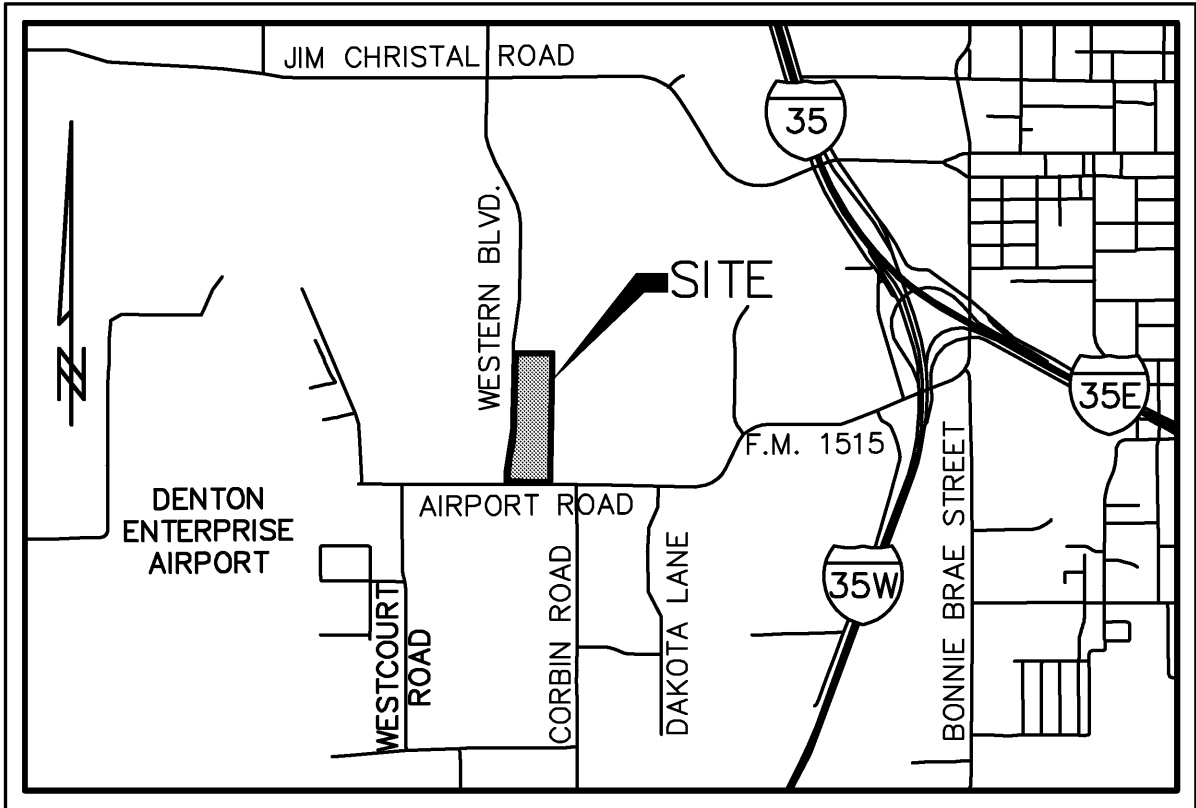 JIM CHRISTAL ROAD
35
WESTERN BLVD.
SITE
N
35E
F.M. 1515
DENTON
ENTERPRISE
AIRPORT
AIRPORT ROAD
BONNIE BRAE STREET
35W
WESTCOURT
ROAD
CORBIN ROAD
DAKOTA LANE